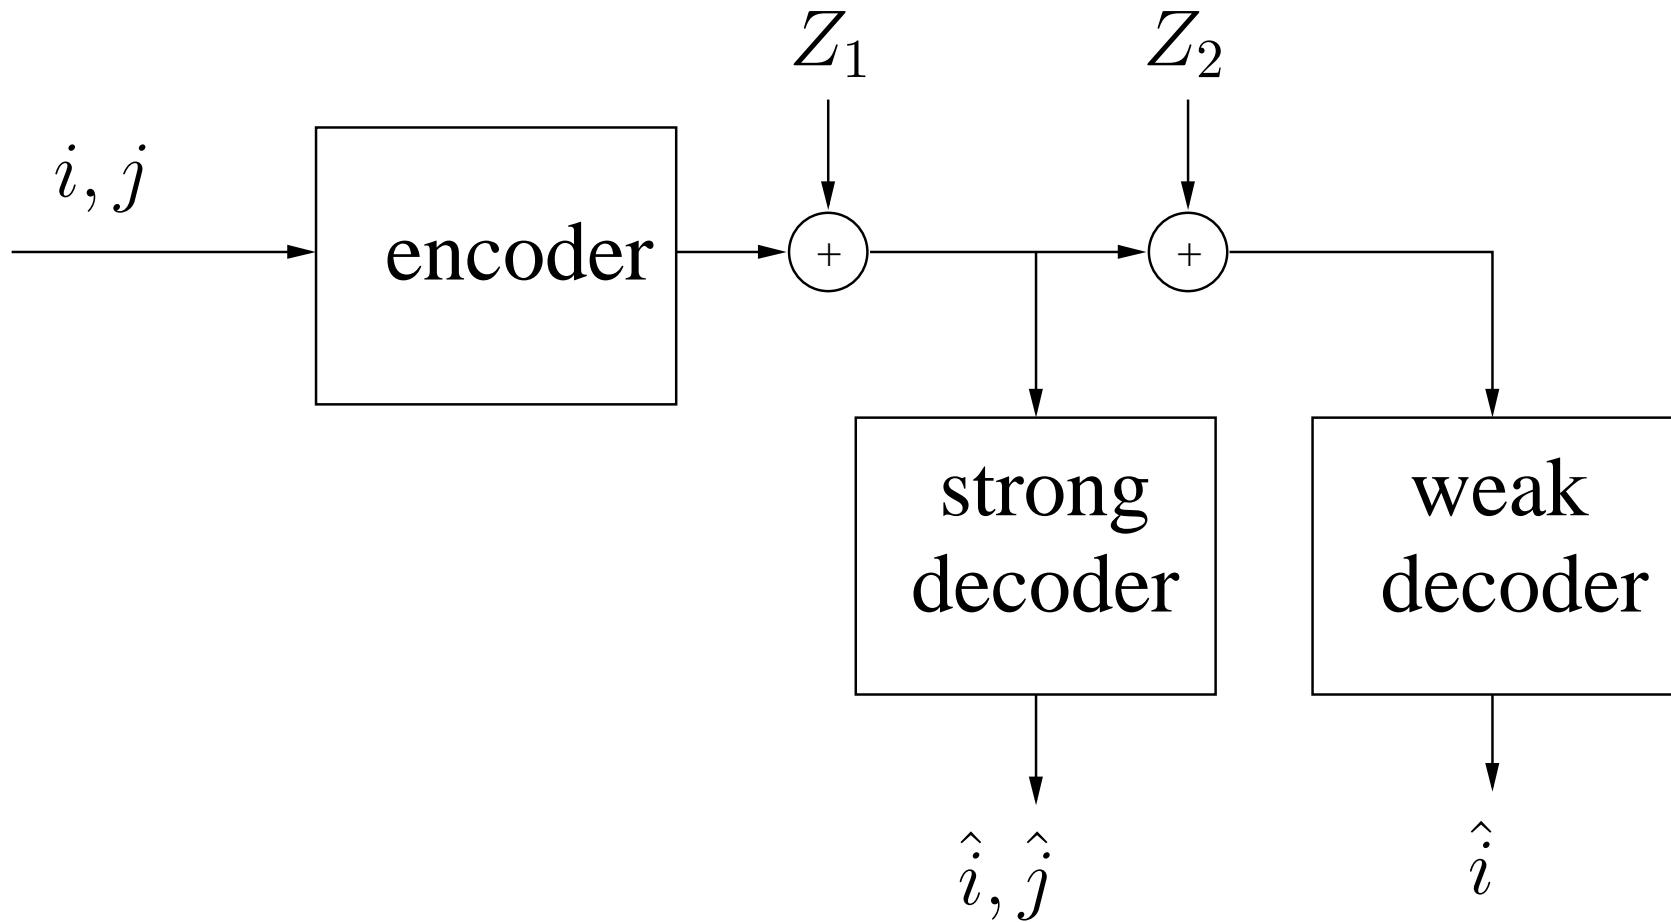 Z₁
Z₂
i, j
encoder
+
+
strong
decoder
weak
decoder
î, ĵ
î